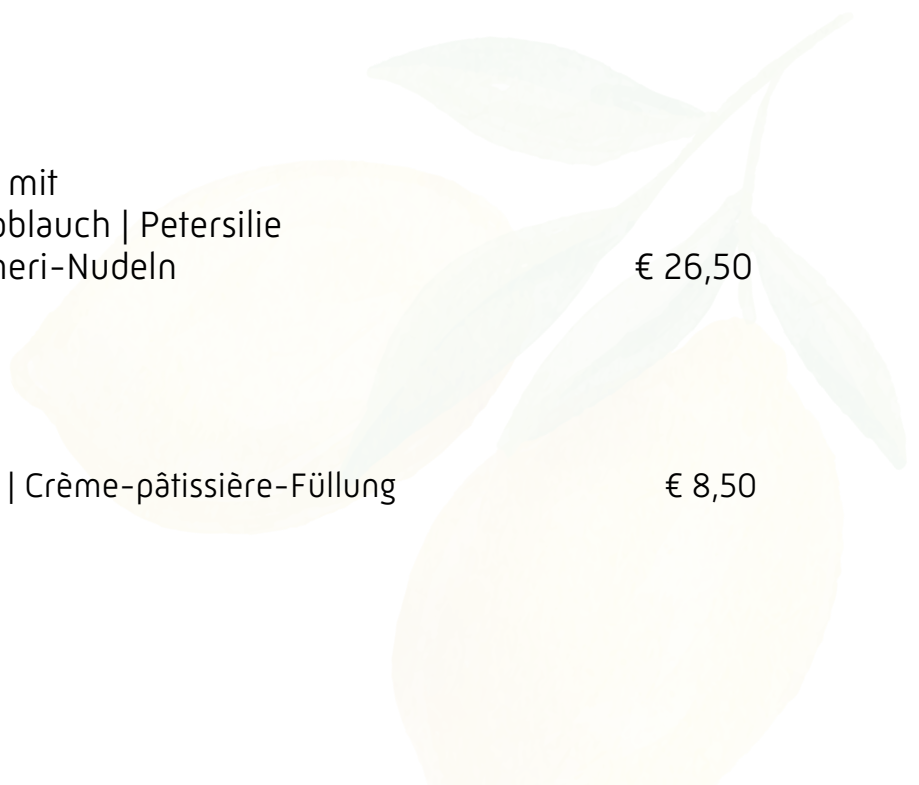 mit
oblauch | Petersilie
neri-Nudeln € 26,50
| Crème-pâtissière-Füllung € 8,50